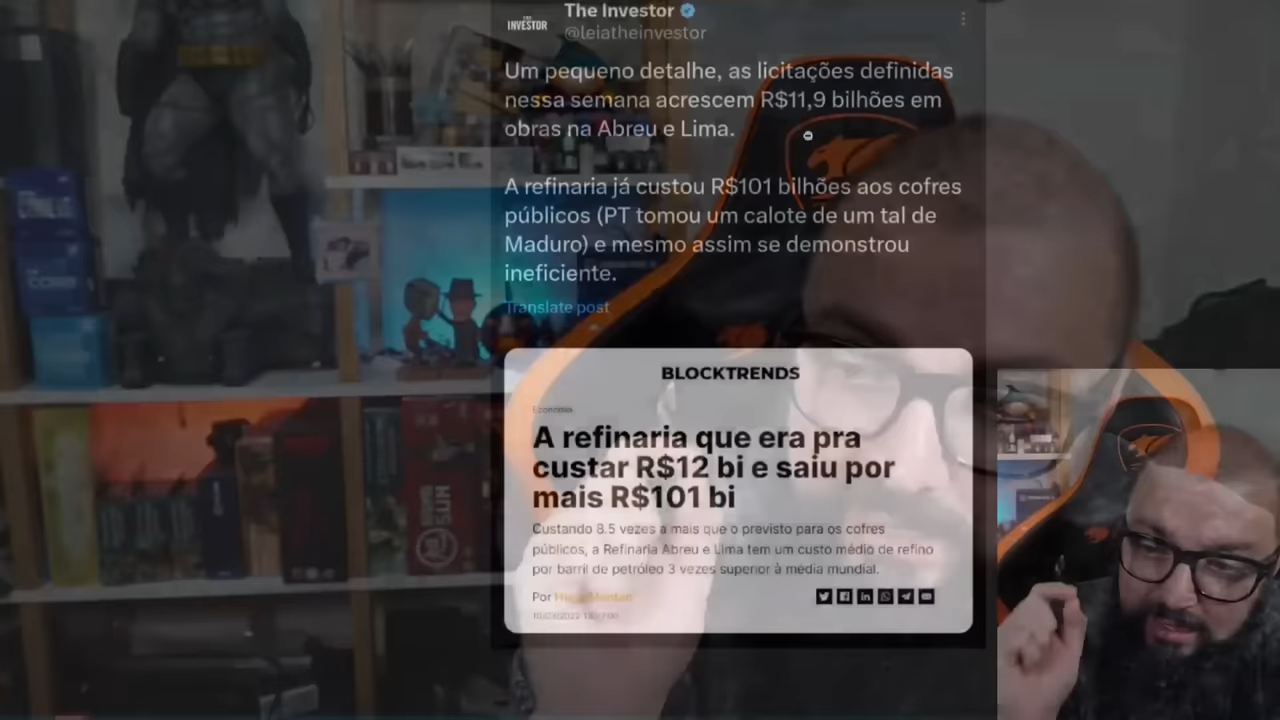 The Investor
THE INVESTOR
@leiatheinvestor
Um pequeno detalhe, as licitações definidas
nessa semana acrescem R$11,9 bilhões em
obras na Abreu e Lima.
A refinaria já custou R$101 bilhões aos cofres
públicos (PT tomou um calote de um tal de
Maduro) e mesmo assim se demonstrou
ineficiente.
Translate post
BLOCKTRENDS
Economia
A refinaria que era pra
custar R$12 bi e saiu por
mais R$101 bi
Custando 8.5 vezes a mais que o previsto para os cofres
públicos, a Refinaria Abreu e Lima tem um custo médio de refino
por barril de petróleo 3 vezes superior à média mundial.
Por